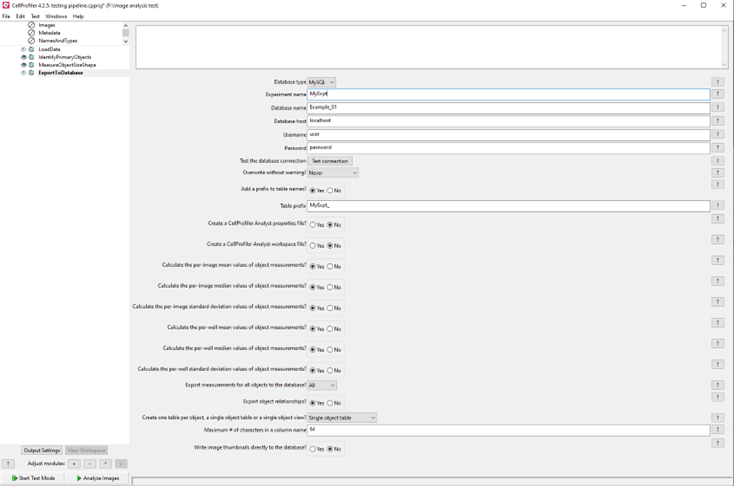 CellProfiler 4.2.5: testing pipeline.cpproj* (F:\Image analysis test)
File Edit Test Windows Help
Images
Metadata
NamesAndTypes
LoadData
IdentifyPrimaryObjects
MeasureObjectSizeShape
ExportToDatabase
Database type MySQL ?
Experiment name MyExpt ?
Database name Example_01 ?
Database host localhost ?
Username user ?
Password password ?
Test the database connection Test connection ?
Overwrite without warning? Never ?
Add a prefix to table names? Yes No ?
Table prefix MyExpt_ ?
Create a CellProfiler Analyst properties file? Yes No ?
Create a CellProfiler Analyst workspace file? Yes No ?
Calculate the per-image mean values of object measurements? Yes No ?
Calculate the per-image median values of object measurements? Yes No ?
Calculate the per-image standard deviation values of object measurements? Yes No ?
Calculate the per-well mean values of object measurements? Yes No ?
Calculate the per-well median values of object measurements? Yes No ?
Calculate the per-well standard deviation values of object measurements? Yes No ?
Export measurements for all objects to the database? All ?
Export object relationships? Yes No ?
Create one table per object, a single object table or a single object view? Single object table ?
Maximum # of characters in a column name 64 ?
Write image thumbnails directly to the database? Yes No ?
Output Settings View Workspace
? Adjust modules: + - ^ v
Start Test Mode Analyze Images